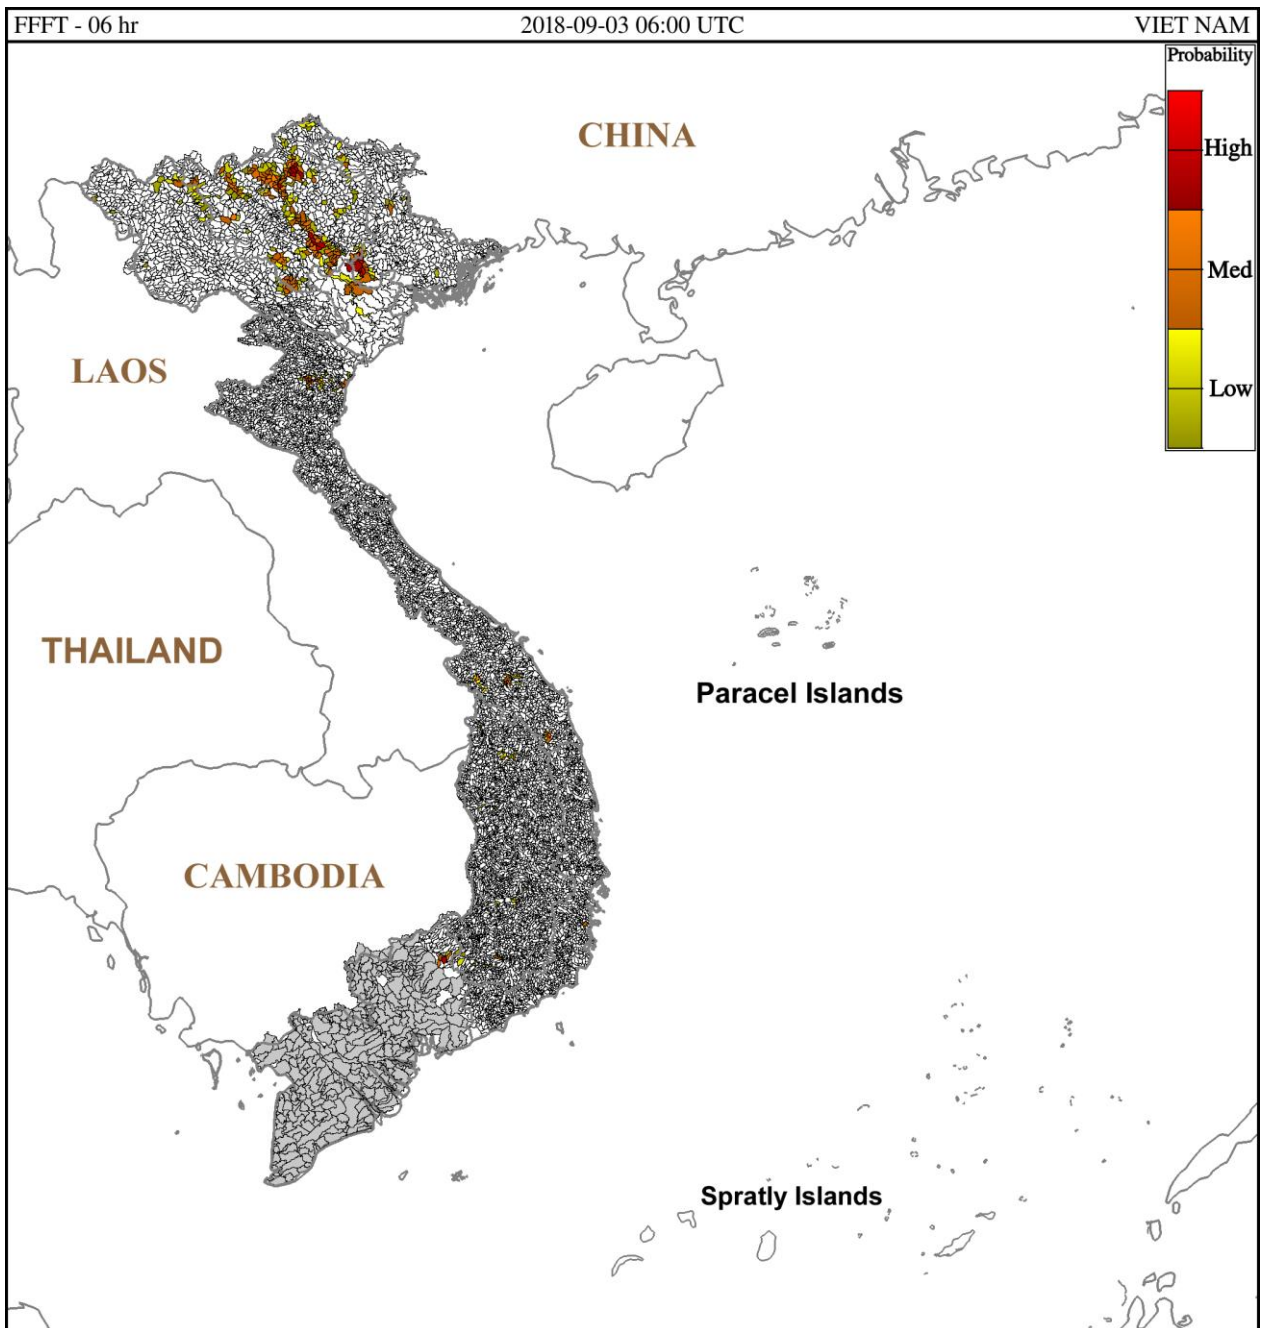 FFFT - 06 hr
2018-09-03 06:00 UTC
VIET NAM
Probability
High
Med
Low
CHINA
LAOS
THAILAND
Paracel Islands
CAMBODIA
Spratly Islands